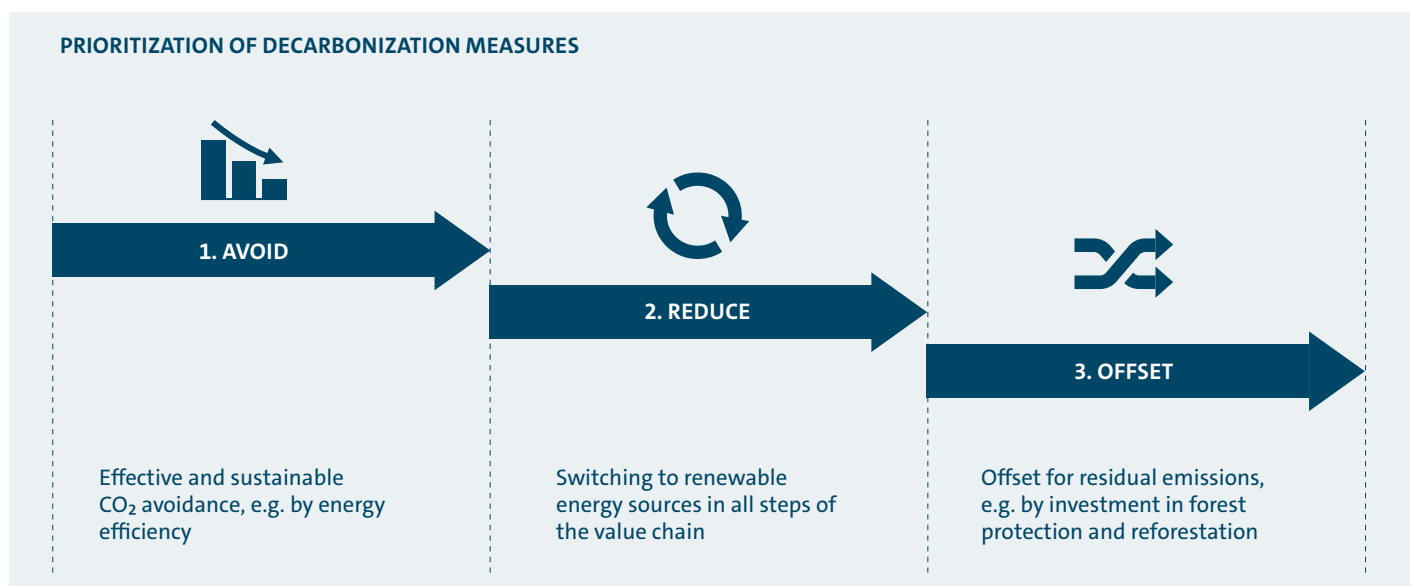 PRIORITIZATION OF DECARBONIZATION MEASURES
1. AVOID
2. REDUCE
3. OFFSET
Effective and sustainable
CO₂ avoidance, e.g. by energy
efficiency
Switching to renewable
energy sources in all steps of
the value chain
Offset for residual emissions,
e.g. by investment in forest
protection and reforestation